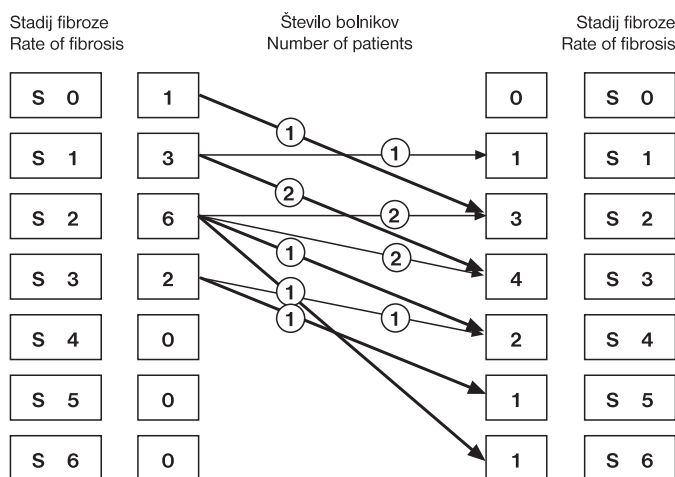 Stadij fibroze
Rate of fibrosis
Število bolnikov
Number of patients
Stadij fibroze
Rate of fibrosis
S 0 1 1 0 S 0
S 1 3 1 1 S 1
2
S 2 6 2 3 S 2
1 2
S 3 2 1 4 S 3
1 1
S 4 0 2 S 4
S 5 0 1 S 5
S 6 0 1 S 6